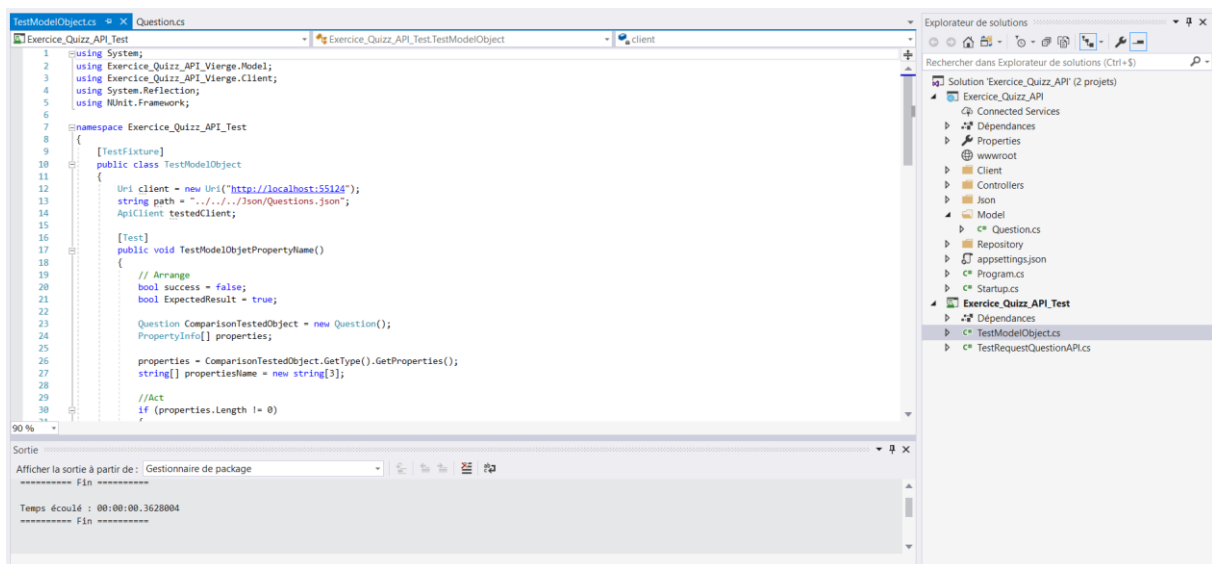 TestModelObject.cs Question.cs
Exercice_Quizz_API_Test Exercice_Quizz_API_Test.TestModelObject client
1 using System;
2 using Exercice_Quizz_API_Vierge.Model;
3 using Exercice_Quizz_API_Vierge.Client;
4 using System.Reflection;
5 using NUnit.Framework;
6
7 namespace Exercice_Quizz_API_Test
8 {
9 [TestFixture]
10 public class TestModelObject
11 {
12 Uri client = new Uri("http://localhost:55124");
13 string path = "../../../Json/Questions.json";
14 ApiClient testedClient;
15
16 [Test]
17 public void TestModelObjetPropertyName()
18 {
19 // Arrange
20 bool success = false;
21 bool ExpectedResult = true;
22
23 Question ComparisonTestedObject = new Question();
24 PropertyInfo[] properties;
25
26 properties = ComparisonTestedObject.GetType().GetProperties();
27 string[] propertiesName = new string[3];
28
29 //Act
30 if (properties.Length != 0)
90 %
Sortie
Afficher la sortie à partir de : Gestionnaire de package
========== Fin ==========
Temps écoulé : 00:00:00.3628004
========== Fin ==========
Explorateur de solutions
Rechercher dans Explorateur de solutions (Ctrl+$)
Solution 'Exercice_Quizz_API' (2 projets)
Exercice_Quizz_API
Connected Services
Dépendances
Properties
wwwroot
Client
Controllers
Json
Model
C# Question.cs
Repository
appsettings.json
C# Program.cs
C# Startup.cs
Exercice_Quizz_API_Test
Dépendances
C# TestModelObject.cs
C# TestRequestQuestionAPI.cs